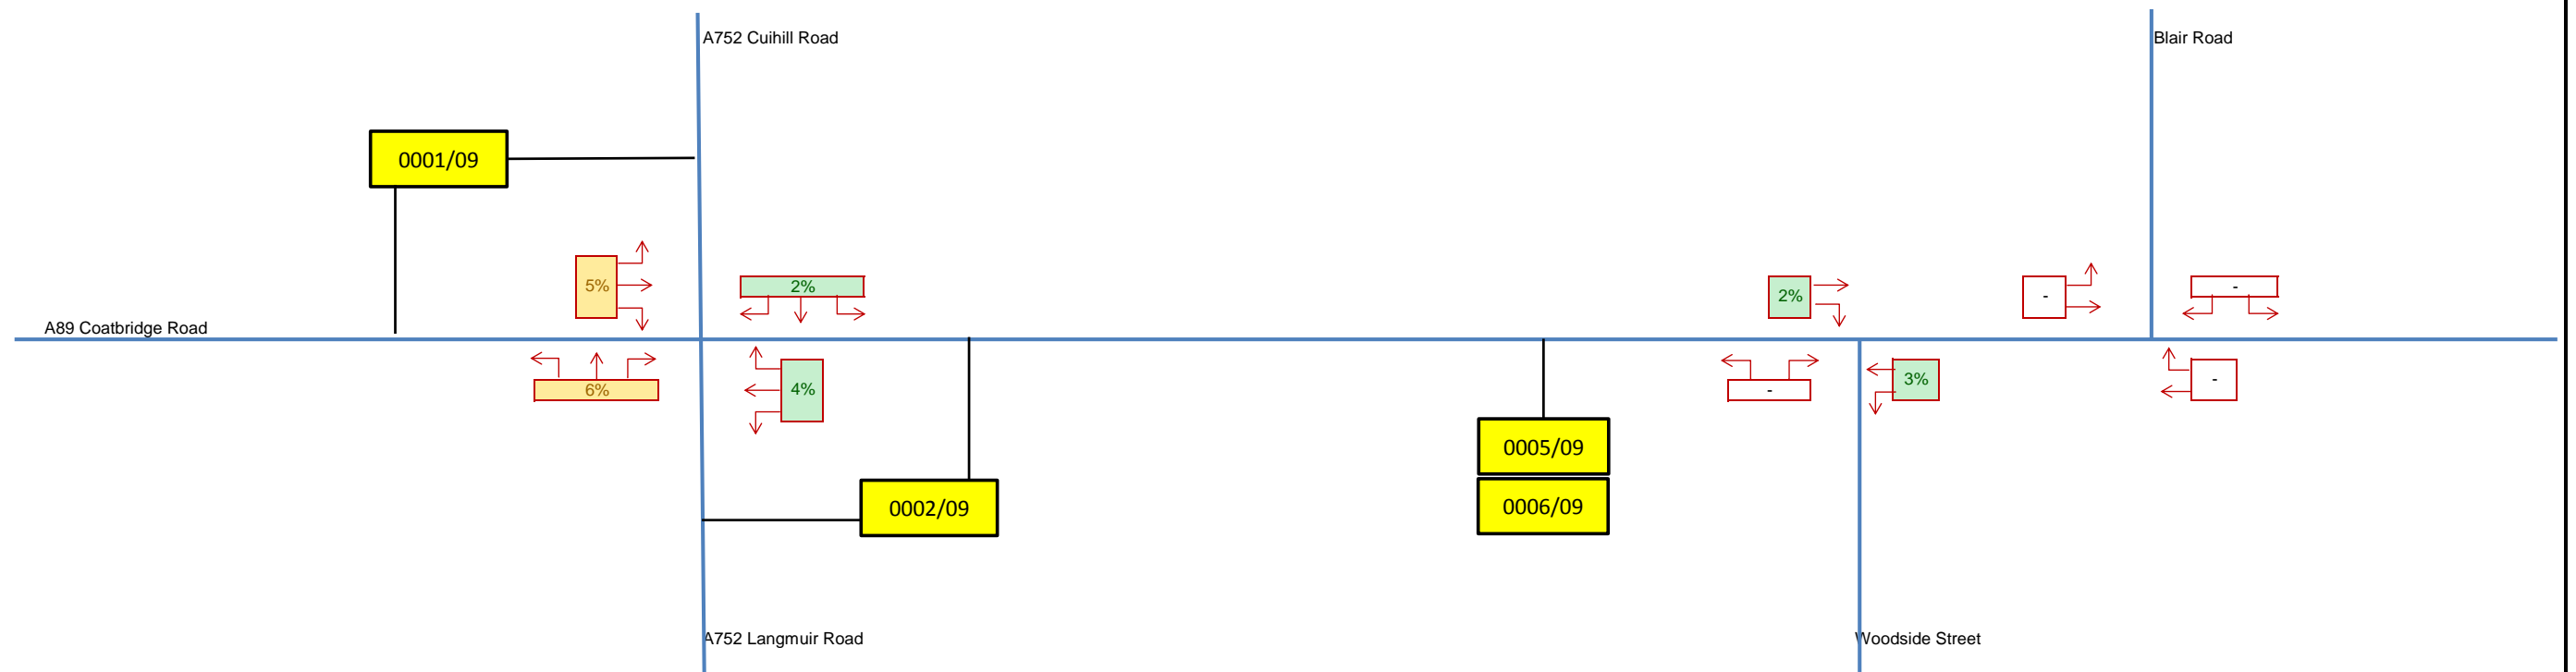 A752 Cuihill Road
Blair Road
0001/09
5%
2%
2%
-
-
A89 Coatbridge Road
6%
4%
-
3%
-
0005/09
0002/09
0006/09
A752 Langmuir Road
Woodside Street